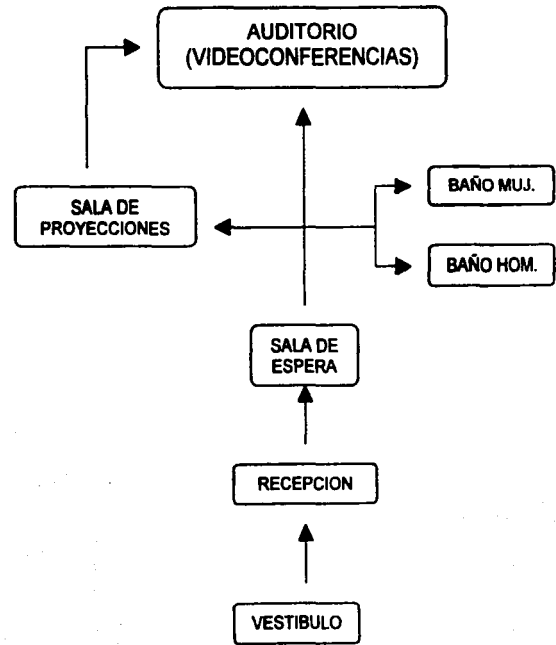 AUDITORIO
(VIDEOCONFERENCIAS)
SALA DE
PROYECCIONES
BAÑO MUJ.
BAÑO HOM.
SALA DE
ESPERA
RECEPCION
VESTIBULO